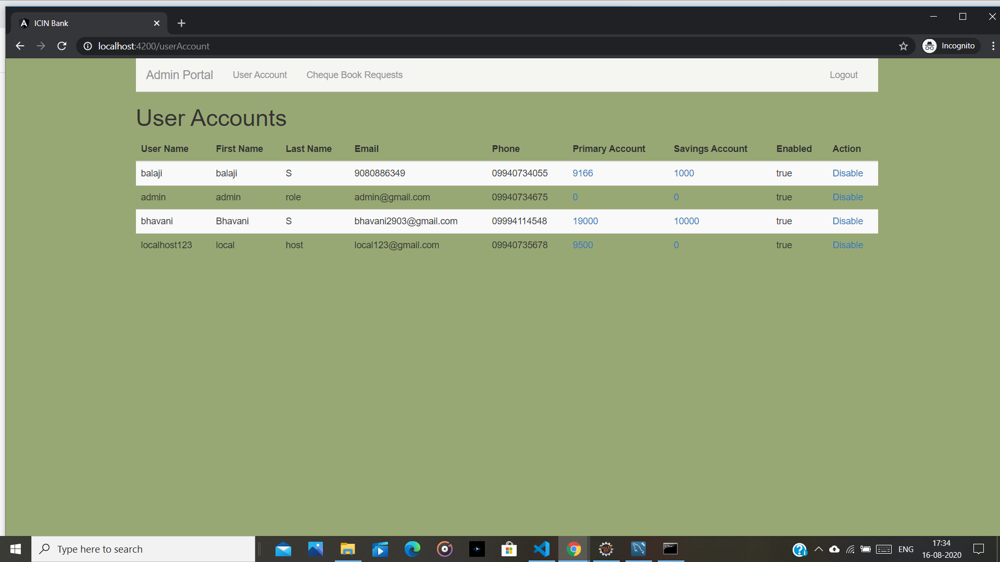 ICIN Bank
localhost:4200/userAccount
Incognito
Admin Portal User Account Cheque Book Requests Logout
User Accounts
User Name First Name Last Name Email Phone Primary Account Savings Account Enabled Action
balaji balaji S 9080886349 09940734055 9166 1000 true Disable
admin admin role admin@gmail.com 09940734675 0 0 true Disable
bhavani Bhavani S bhavani2903@gmail.com 09994114548 19000 10000 true Disable
localhost123 local host local123@gmail.com 09940735678 9500 0 true Disable
Type here to search
ENG
17:34
16-08-2020